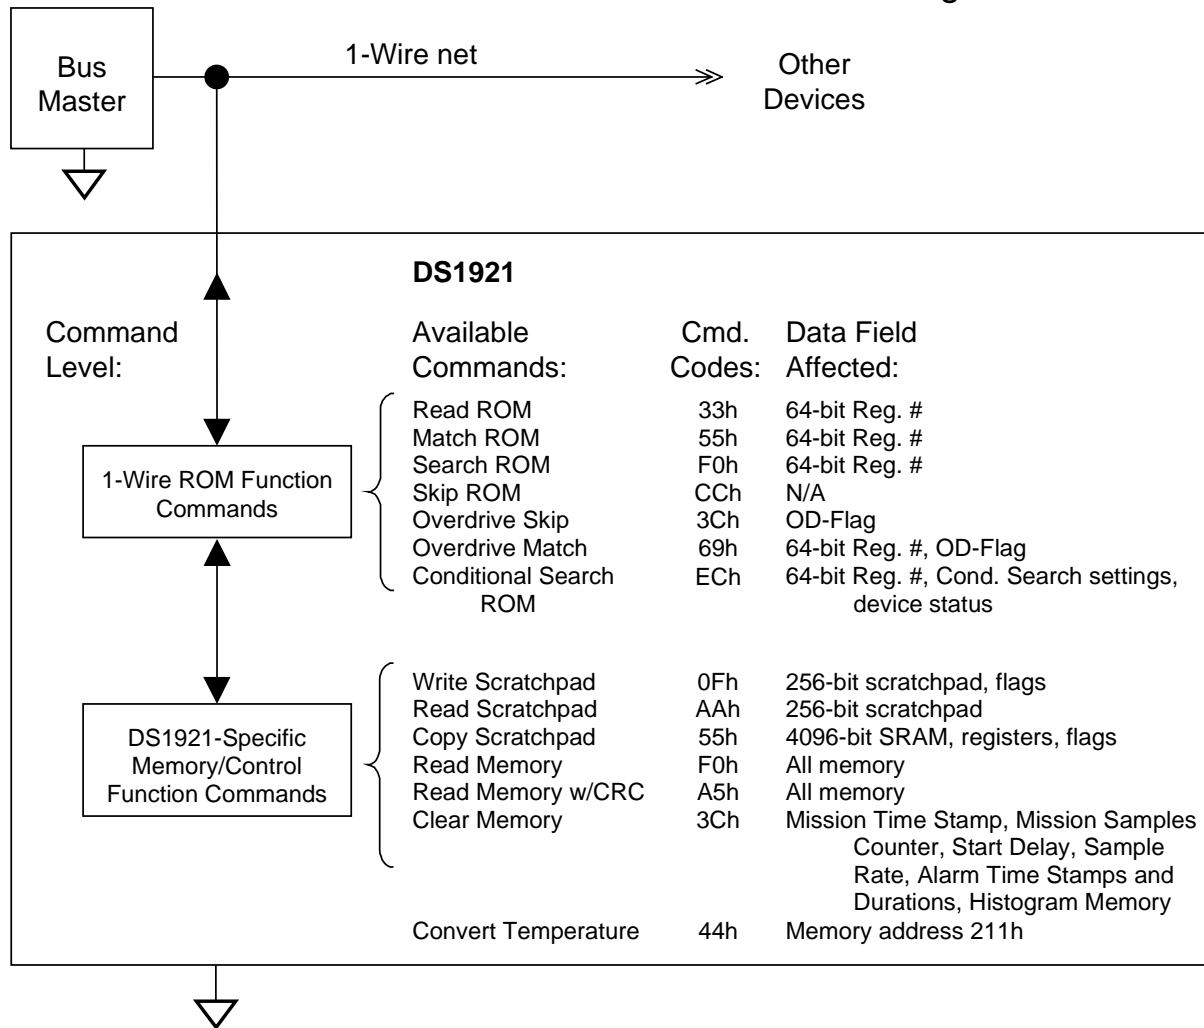 Bus
Master
1-Wire net
Other
Devices
DS1921
Command
Level:
Available
Commands:
Cmd.
Codes:
Data Field
Affected:
1-Wire ROM Function
Commands
Read ROM 33h 64-bit Reg. #
Match ROM 55h 64-bit Reg. #
Search ROM F0h 64-bit Reg. #
Skip ROM CCh N/A
Overdrive Skip 3Ch OD-Flag
Overdrive Match 69h 64-bit Reg. #, OD-Flag
Conditional Search ECh 64-bit Reg. #, Cond. Search settings,
ROM device status
DS1921-Specific
Memory/Control
Function Commands
Write Scratchpad 0Fh 256-bit scratchpad, flags
Read Scratchpad AAh 256-bit scratchpad
Copy Scratchpad 55h 4096-bit SRAM, registers, flags
Read Memory F0h All memory
Read Memory w/CRC A5h All memory
Clear Memory 3Ch Mission Time Stamp, Mission Samples
Counter, Start Delay, Sample
Rate, Alarm Time Stamps and
Durations, Histogram Memory
Convert Temperature 44h Memory address 211h